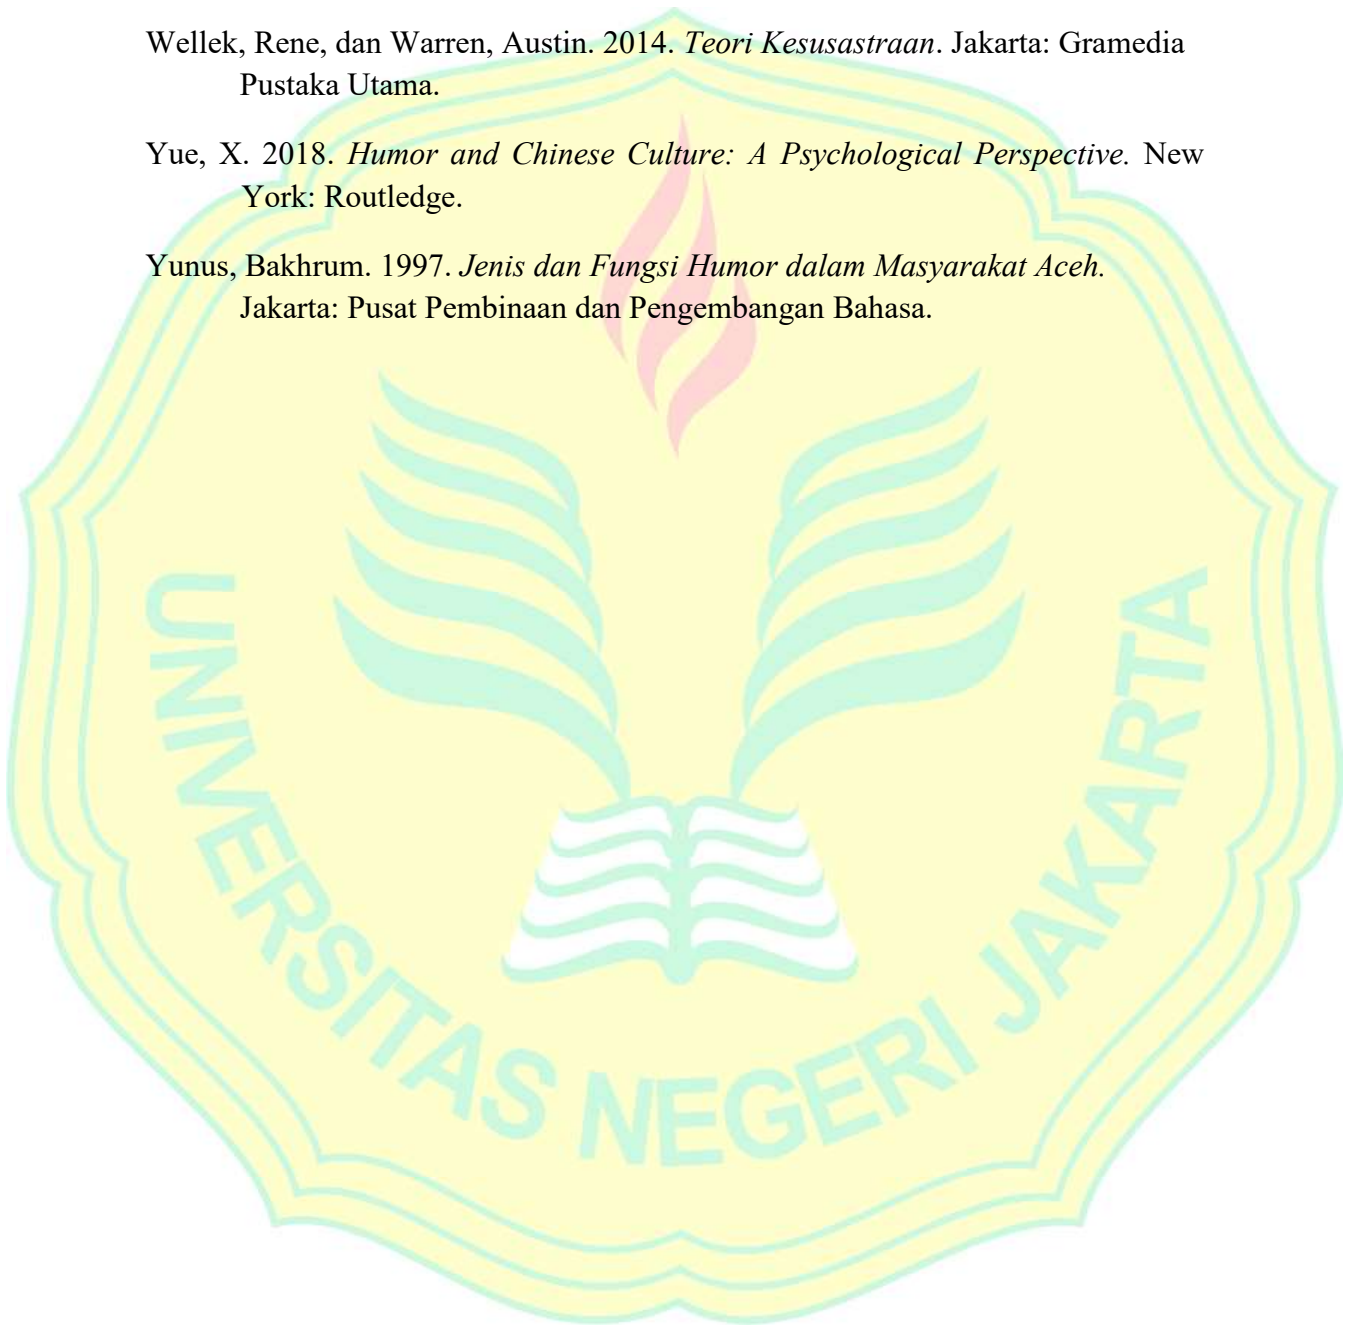 Wellek, Rene, dan Warren, Austin. 2014. Teori Kesusastraan. Jakarta: Gramedia
Pustaka Utama.
Yue, X. 2018. Humor and Chinese Culture: A Psychological Perspective. New
York: Routledge.
Yunus, Bakhrum. 1997. Jenis dan Fungsi Humor dalam Masyarakat Aceh.
Jakarta: Pusat Pembinaan dan Pengembangan Bahasa.
UNIVERSITAS NEGERI JAKARTA